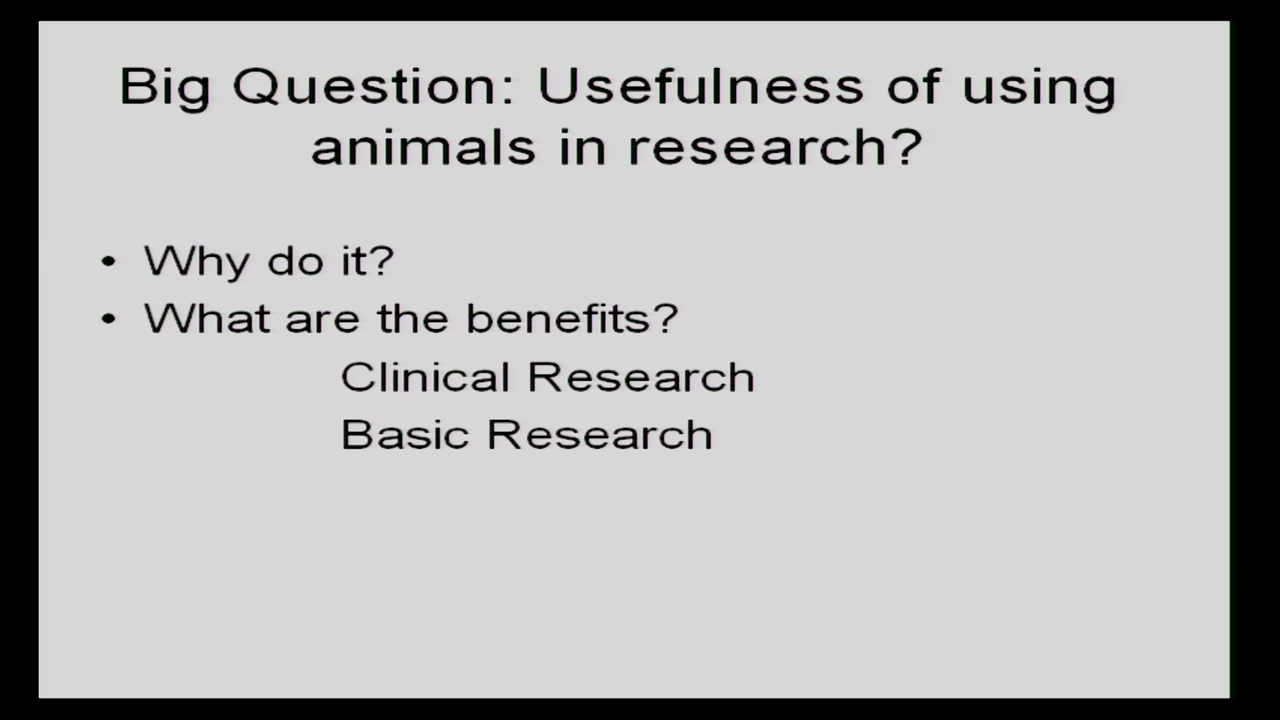 Big Question: Usefulness of using
animals in research?
• Why do it?
• What are the benefits?
Clinical Research
Basic Research